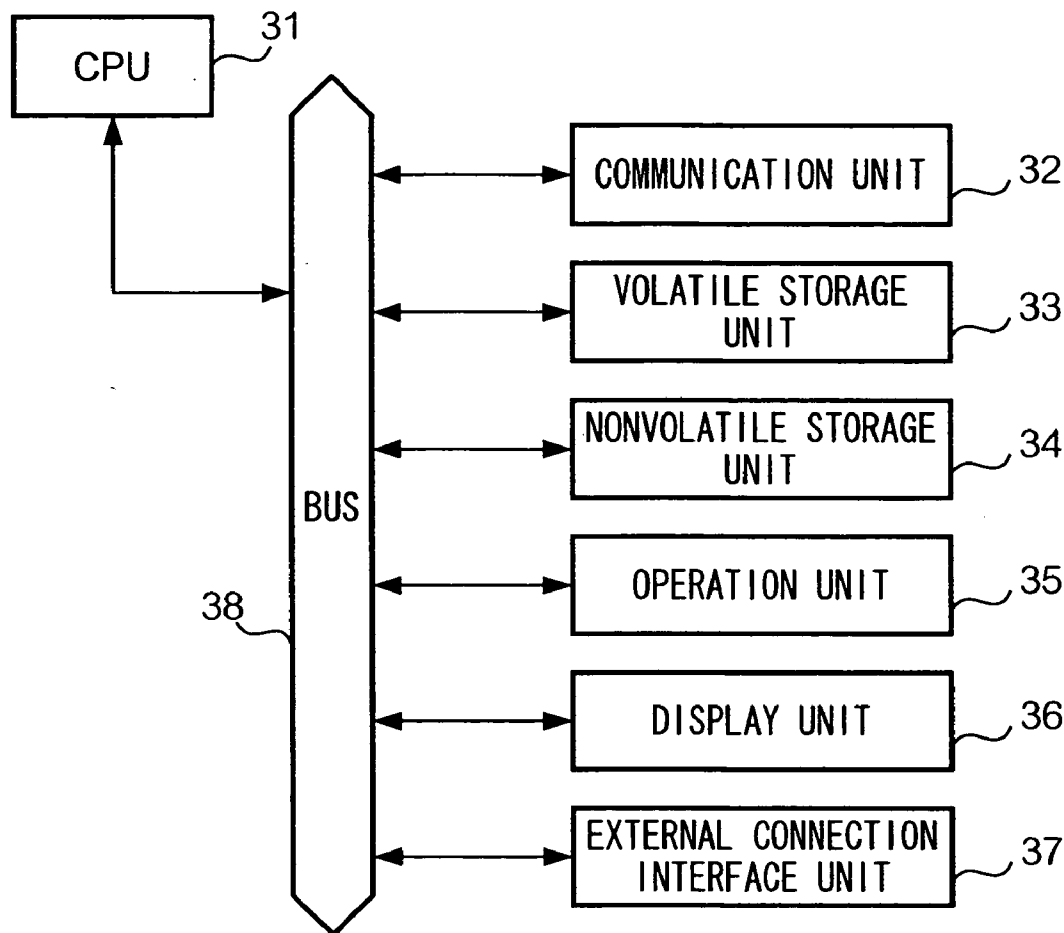 CPU
31
COMMUNICATION UNIT
32
VOLATILE STORAGE
UNIT
33
NONVOLATILE STORAGE
UNIT
34
BUS
OPERATION UNIT
35
38
DISPLAY UNIT
36
EXTERNAL CONNECTION
INTERFACE UNIT
37